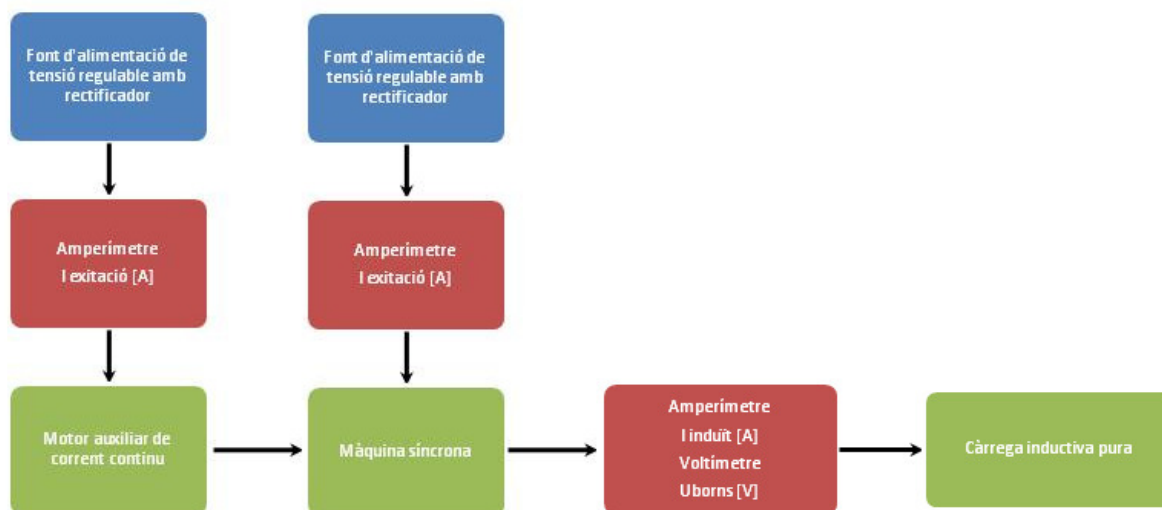 Font d'alimentació de
tensió regulable amb
rectificador
Font d'alimentació de
tensió regulable amb
rectificador
Amperímetre
I exitació [A]
Amperímetre
I exitació [A]
Motor auxiliar de
corrent continu
Màquina síncrona
Amperímetre
I induït [A]
Voltímetre
Uborns [V]
Càrrega inductiva pura